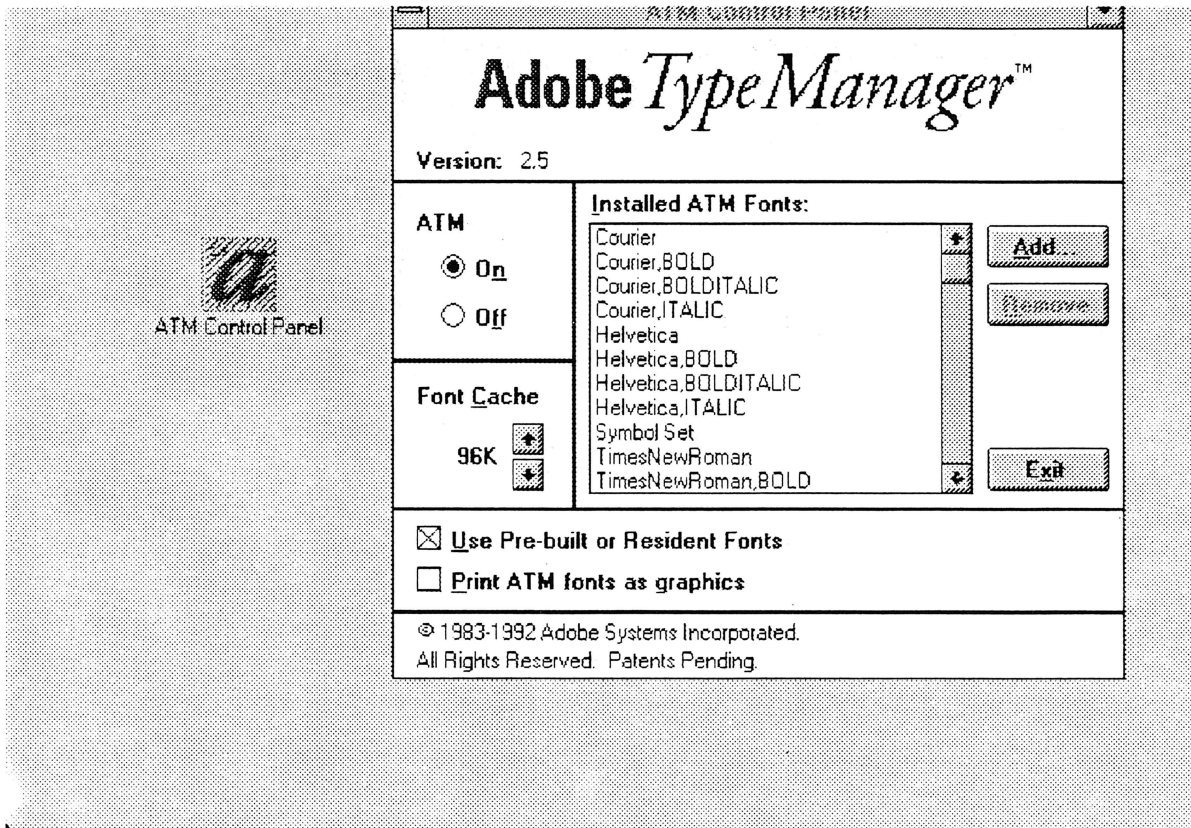 ATM Control Panel
Adobe TypeManager™
Version: 2.5
ATM
On
Off
Font Cache
96K
Installed ATM Fonts:
Courier
Courier,BOLD
Courier,BOLDITALIC
Courier,ITALIC
Helvetica
Helvetica,BOLD
Helvetica,BOLDITALIC
Helvetica,ITALIC
Symbol Set
TimesNewRoman
TimesNewRoman,BOLD
Add...
Remove
Exit
Use Pre-built or Resident Fonts
Print ATM fonts as graphics
© 1983-1992 Adobe Systems Incorporated.
All Rights Reserved. Patents Pending.
a
ATM Control Panel